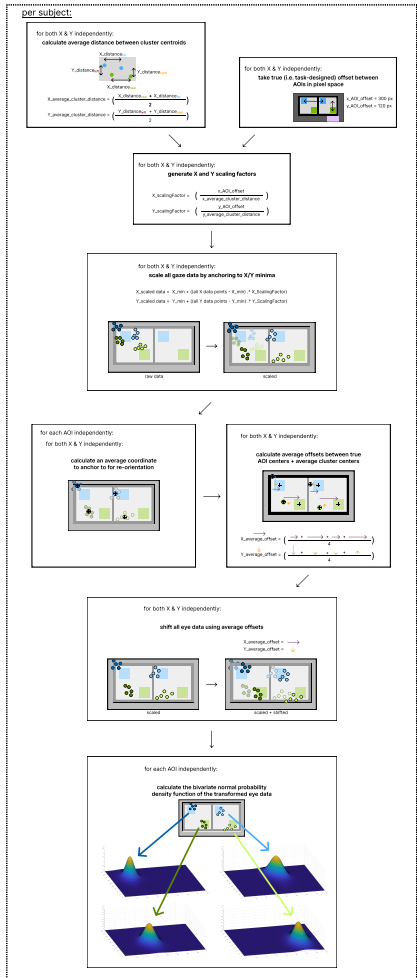 per subject:
for both X & Y independently:
calculate average distance between cluster centroids
X_distance
Y_distance
Y_distance
X_distance
X_average_cluster_distance = ( X_distance + X_distance )
2
Y_average_cluster_distance = ( Y_distance + Y_distance )
2
for both X & Y independently:
take true (i.e. task-designed) offset between
AOIs in pixel space
x_AOI_offset = 300 px
y_AOI_offset = 120 px
for both X & Y independently:
generate X and Y scaling factors
X_scalingFactor = ( x_AOI_offset )
x_average_cluster_distance
Y_scalingFactor = ( y_AOI_offset )
y_average_cluster_distance
for both X & Y independently:
scale all gaze data by anchoring to X/Y minima
X_scaled data = X_min + ((all X data points - X_min) .* X_ScalingFactor)
Y_scaled data = Y_min + ((all Y data points - Y_min) .* Y_ScalingFactor)
raw data
scaled
for each AOI independently:
for both X & Y independently:
calculate an average coordinate
to anchor to for re-orientation
for both X & Y independently:
calculate average offsets between true
AOI centers + average cluster centers
X_average_offset = ( + + + )
4
Y_average_offset = ( + + + )
4
for both X & Y independently:
shift all eye data using average offsets
X_average_offset =
Y_average_offset =
scaled
scaled + shifted
for each AOI independently:
calculate the bivariate normal probability
density function of the transformed eye data